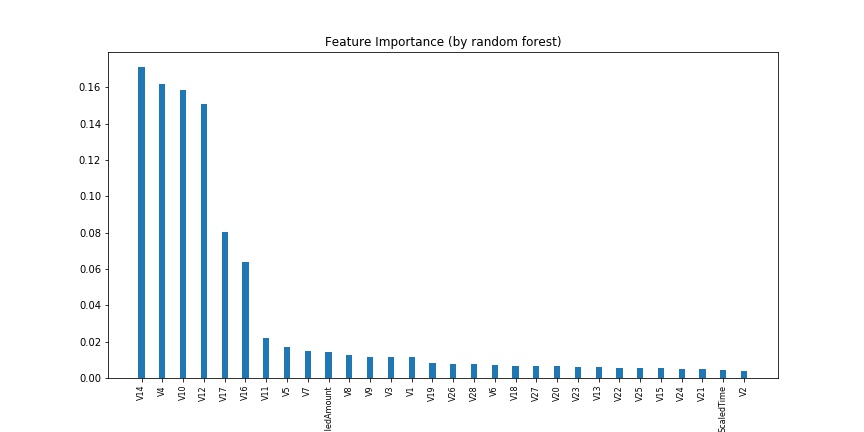 Feature Importance (by random forest)
0.16
0.14
0.12
0.10
0.08
0.06
0.04
0.02
0.00
V14
V4
V10
V12
V17
V16
V11
V5
V7
ledAmount
V8
V9
V3
V1
V19
V26
V28
V6
V18
V27
V20
V23
V13
V22
V25
V15
V24
V21
ScaledTime
V2